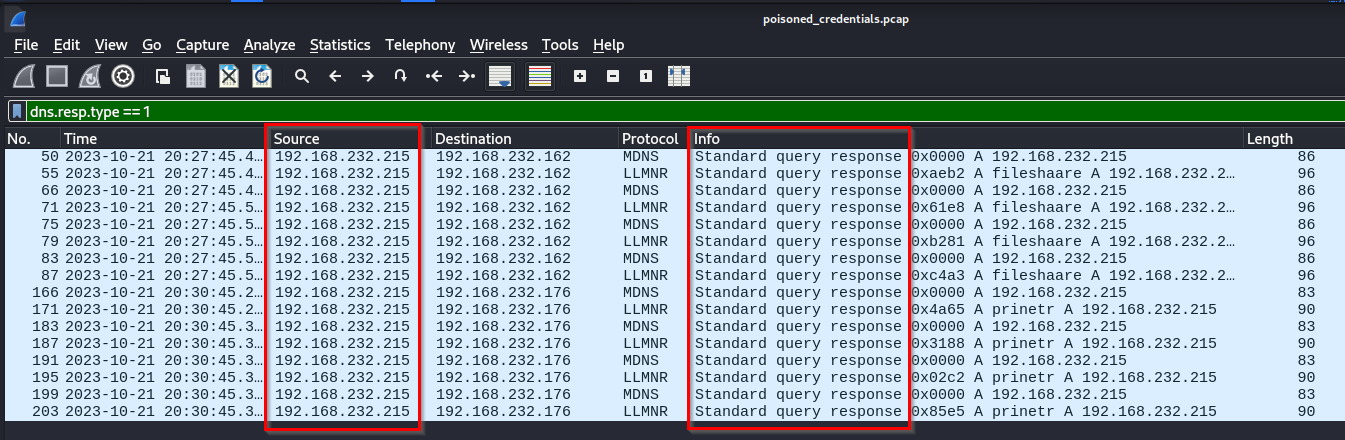 poisoned_credentials.pcap
File Edit View Go Capture Analyze Statistics Telephony Wireless Tools Help
dns.resp.type == 1
No. Time Source Destination Protocol Info Length
50 2023-10-21 20:27:45.4… 192.168.232.215 192.168.232.162 MDNS Standard query response 0x0000 A 192.168.232.215 86
55 2023-10-21 20:27:45.4… 192.168.232.215 192.168.232.162 LLMNR Standard query response 0xaeb2 A fileshaare A 192.168.232.2… 96
66 2023-10-21 20:27:45.4… 192.168.232.215 192.168.232.162 MDNS Standard query response 0x0000 A 192.168.232.215 86
71 2023-10-21 20:27:45.5… 192.168.232.215 192.168.232.162 LLMNR Standard query response 0x61e8 A fileshaare A 192.168.232.2… 96
75 2023-10-21 20:27:45.5… 192.168.232.215 192.168.232.162 MDNS Standard query response 0x0000 A 192.168.232.215 86
79 2023-10-21 20:27:45.5… 192.168.232.215 192.168.232.162 LLMNR Standard query response 0xb281 A fileshaare A 192.168.232.2… 96
83 2023-10-21 20:27:45.5… 192.168.232.215 192.168.232.162 MDNS Standard query response 0x0000 A 192.168.232.215 86
87 2023-10-21 20:27:45.5… 192.168.232.215 192.168.232.162 LLMNR Standard query response 0xc4a3 A fileshaare A 192.168.232.2… 96
166 2023-10-21 20:30:45.2… 192.168.232.215 192.168.232.176 MDNS Standard query response 0x0000 A 192.168.232.215 83
171 2023-10-21 20:30:45.2… 192.168.232.215 192.168.232.176 LLMNR Standard query response 0x4a65 A prinetr A 192.168.232.215 90
183 2023-10-21 20:30:45.3… 192.168.232.215 192.168.232.176 MDNS Standard query response 0x0000 A 192.168.232.215 83
187 2023-10-21 20:30:45.3… 192.168.232.215 192.168.232.176 LLMNR Standard query response 0x3188 A prinetr A 192.168.232.215 90
191 2023-10-21 20:30:45.3… 192.168.232.215 192.168.232.176 MDNS Standard query response 0x0000 A 192.168.232.215 83
195 2023-10-21 20:30:45.3… 192.168.232.215 192.168.232.176 LLMNR Standard query response 0x02c2 A prinetr A 192.168.232.215 90
199 2023-10-21 20:30:45.3… 192.168.232.215 192.168.232.176 MDNS Standard query response 0x0000 A 192.168.232.215 83
203 2023-10-21 20:30:45.3… 192.168.232.215 192.168.232.176 LLMNR Standard query response 0x85e5 A prinetr A 192.168.232.215 90